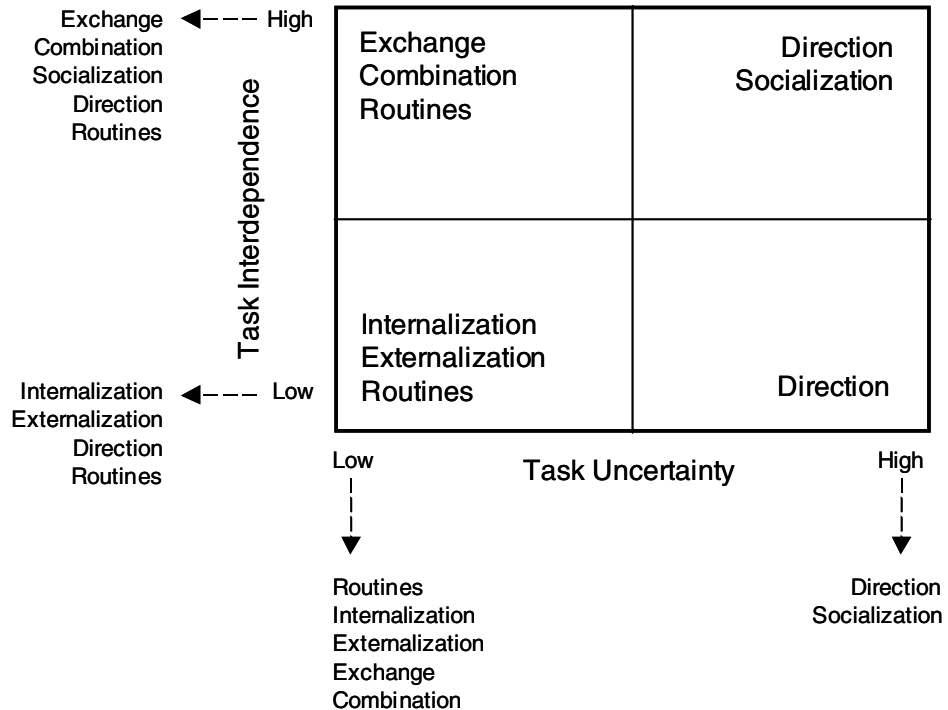 Exchange
Combination
Socialization
Direction
Routines
High
Exchange
Combination
Routines
Direction
Socialization
Task Interdependence
Internalization
Externalization
Routines
Direction
Internalization
Externalization
Direction
Routines
Low
Low
Task Uncertainty
High
Routines
Internalization
Externalization
Exchange
Combination
Direction
Socialization